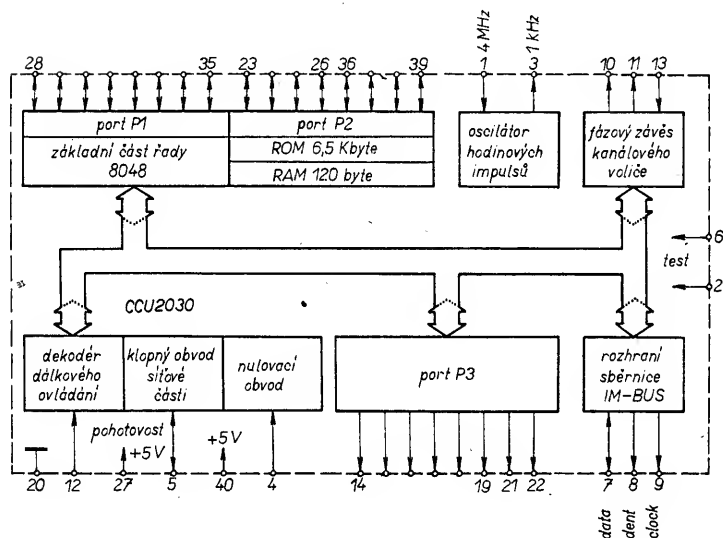 28 35 23 26 36 39 1 4 MHz 3 1 kHz 10 11 13
port P1
základní část řady
8048
port P2
ROM 6,5 Kbyte
RAM 120 byte
oscilátor
hodinových
impulsů
fázový závěs
kanálového
voliče
6
test
2
CCU2030
dekodér
dálkového
ovládání
klopný obvod
síťové
části
nulovací
obvod
port P3
rozhraní
sběrnice
IM-BUS
pohotovost
+5V
+5V
20 12 27 5 40 4 14 19 21 22 7 8 9
data
dent
clock